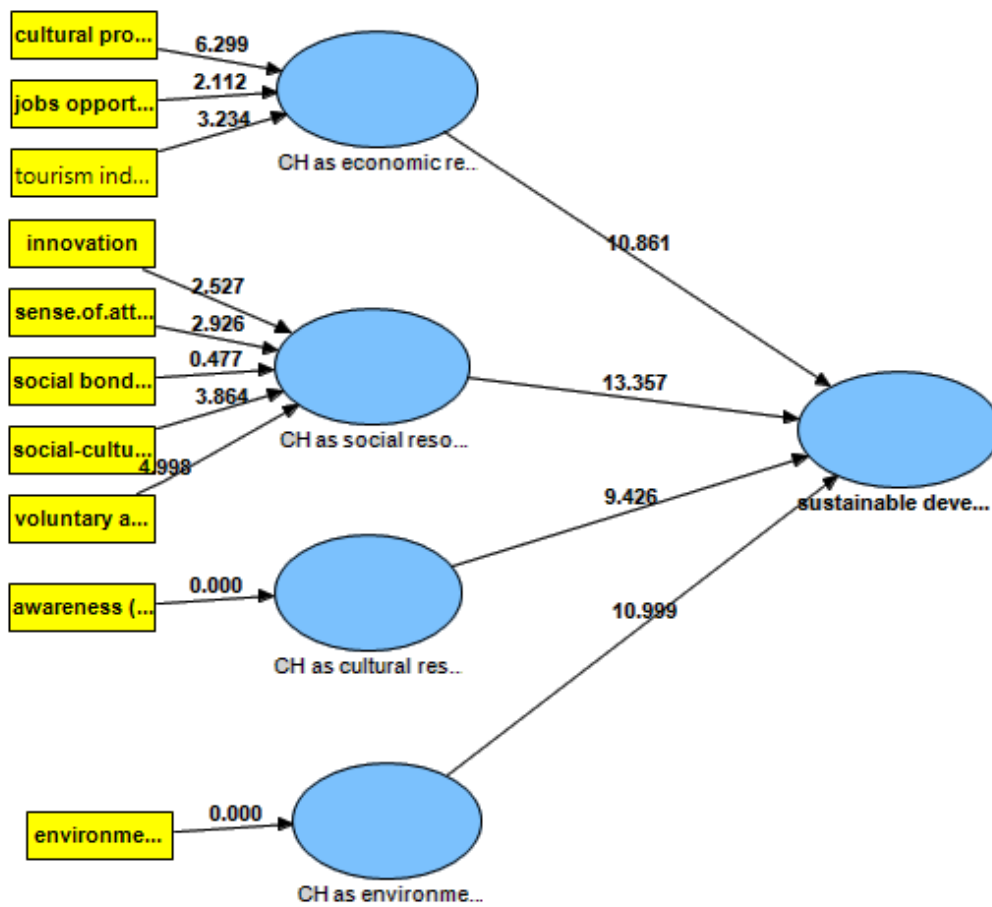 cultural pro...
6.299
jobs opport...
2.112
3.234
tourism ind...
CH as economic re...
innovation
10.861
2.527
sense.of.att...
2.926
social bond...
0.477
13.357
3.864
social-cultu...
CH as social reso...
4.998
voluntary a...
9.426
sustainable deve...
awareness (...
0.000
10.999
CH as cultural res...
0.000
environme...
CH as environme...